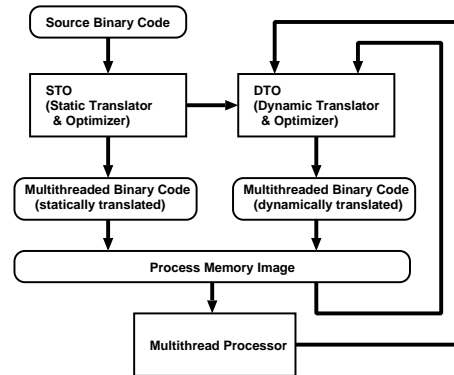 Source Binary Code
STO
(Static Translator
& Optimizer)
DTO
(Dynamic Translator
& Optimizer)
Multithreaded Binary Code
(statically translated)
Multithreaded Binary Code
(dynamically translated)
Process Memory Image
Multithread Processor